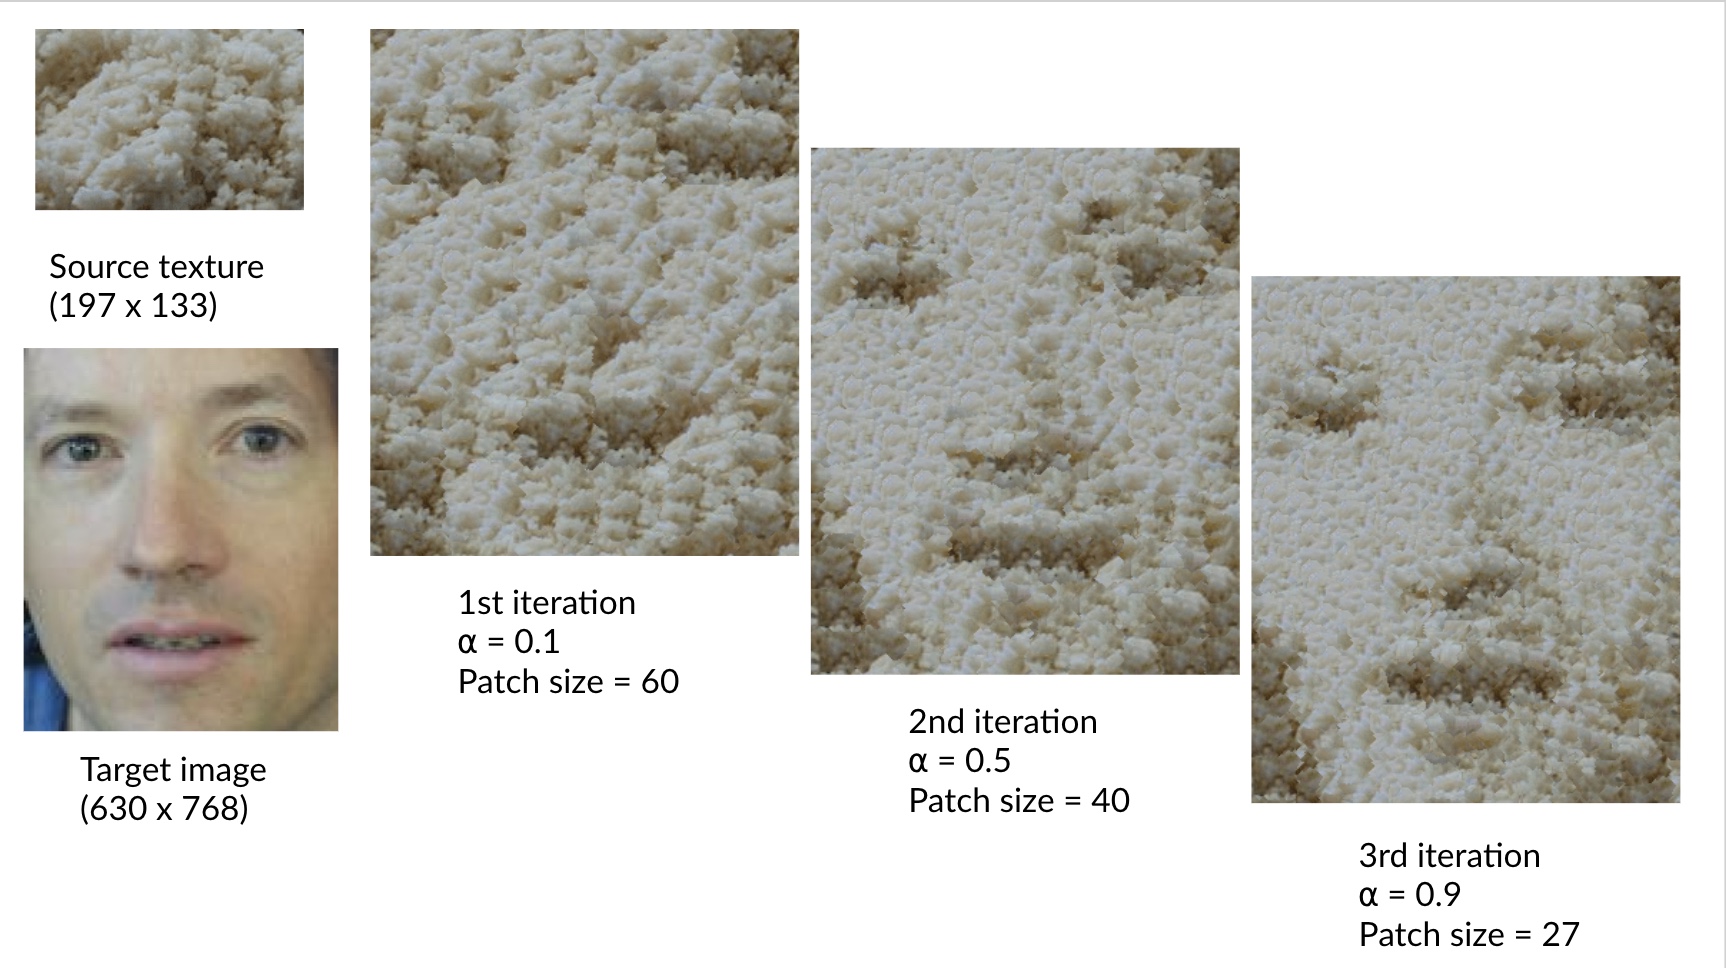 Source texture
(197 x 133)
Target image
(630 x 768)
1st iteration
α = 0.1
Patch size = 60
2nd iteration
α = 0.5
Patch size = 40
3rd iteration
α = 0.9
Patch size = 27